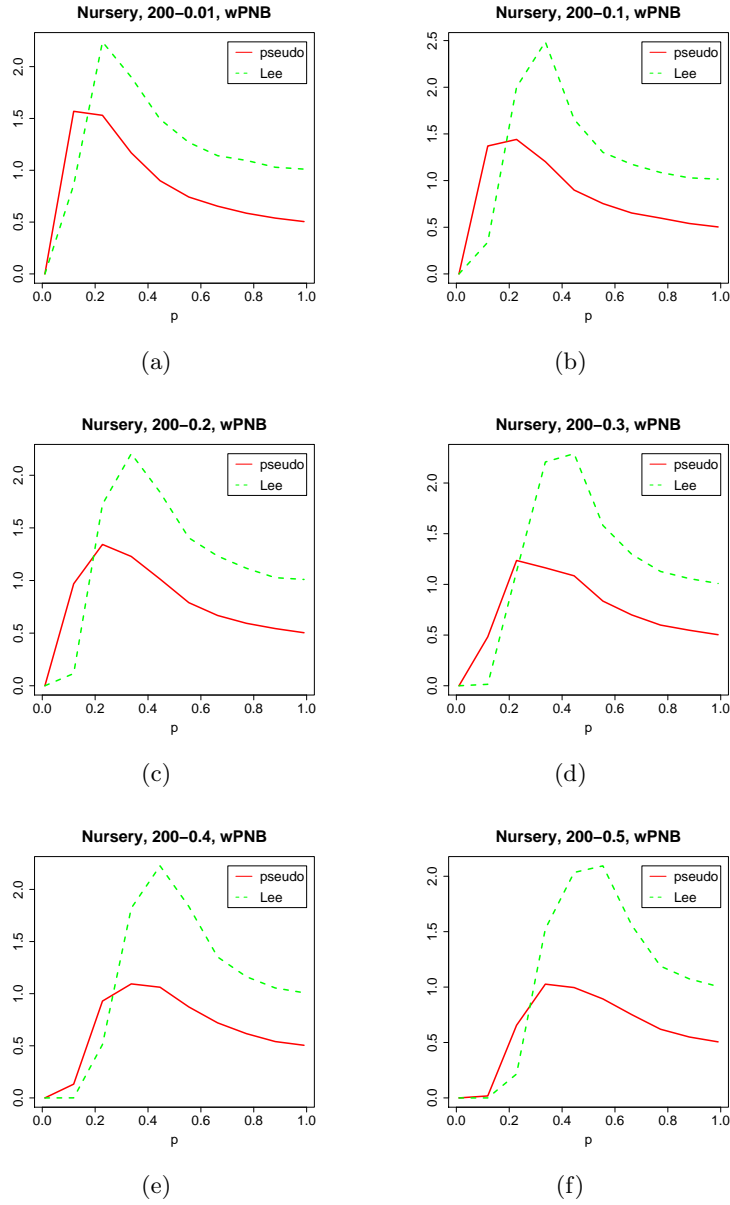 Nursery, 200−0.01, wPNB
pseudo
Lee
0.0 0.5 1.0 1.5 2.0
0.0 0.2 0.4 0.6 0.8 1.0
p
(a)
Nursery, 200−0.1, wPNB
pseudo
Lee
0.0 0.5 1.0 1.5 2.0 2.5
0.0 0.2 0.4 0.6 0.8 1.0
p
(b)
Nursery, 200−0.2, wPNB
pseudo
Lee
0.0 0.5 1.0 1.5 2.0
0.0 0.2 0.4 0.6 0.8 1.0
p
(c)
Nursery, 200−0.3, wPNB
pseudo
Lee
0.0 0.5 1.0 1.5 2.0
0.0 0.2 0.4 0.6 0.8 1.0
p
(d)
Nursery, 200−0.4, wPNB
pseudo
Lee
0.0 0.5 1.0 1.5 2.0
0.0 0.2 0.4 0.6 0.8 1.0
p
(e)
Nursery, 200−0.5, wPNB
pseudo
Lee
0.0 0.5 1.0 1.5 2.0
0.0 0.2 0.4 0.6 0.8 1.0
p
(f)